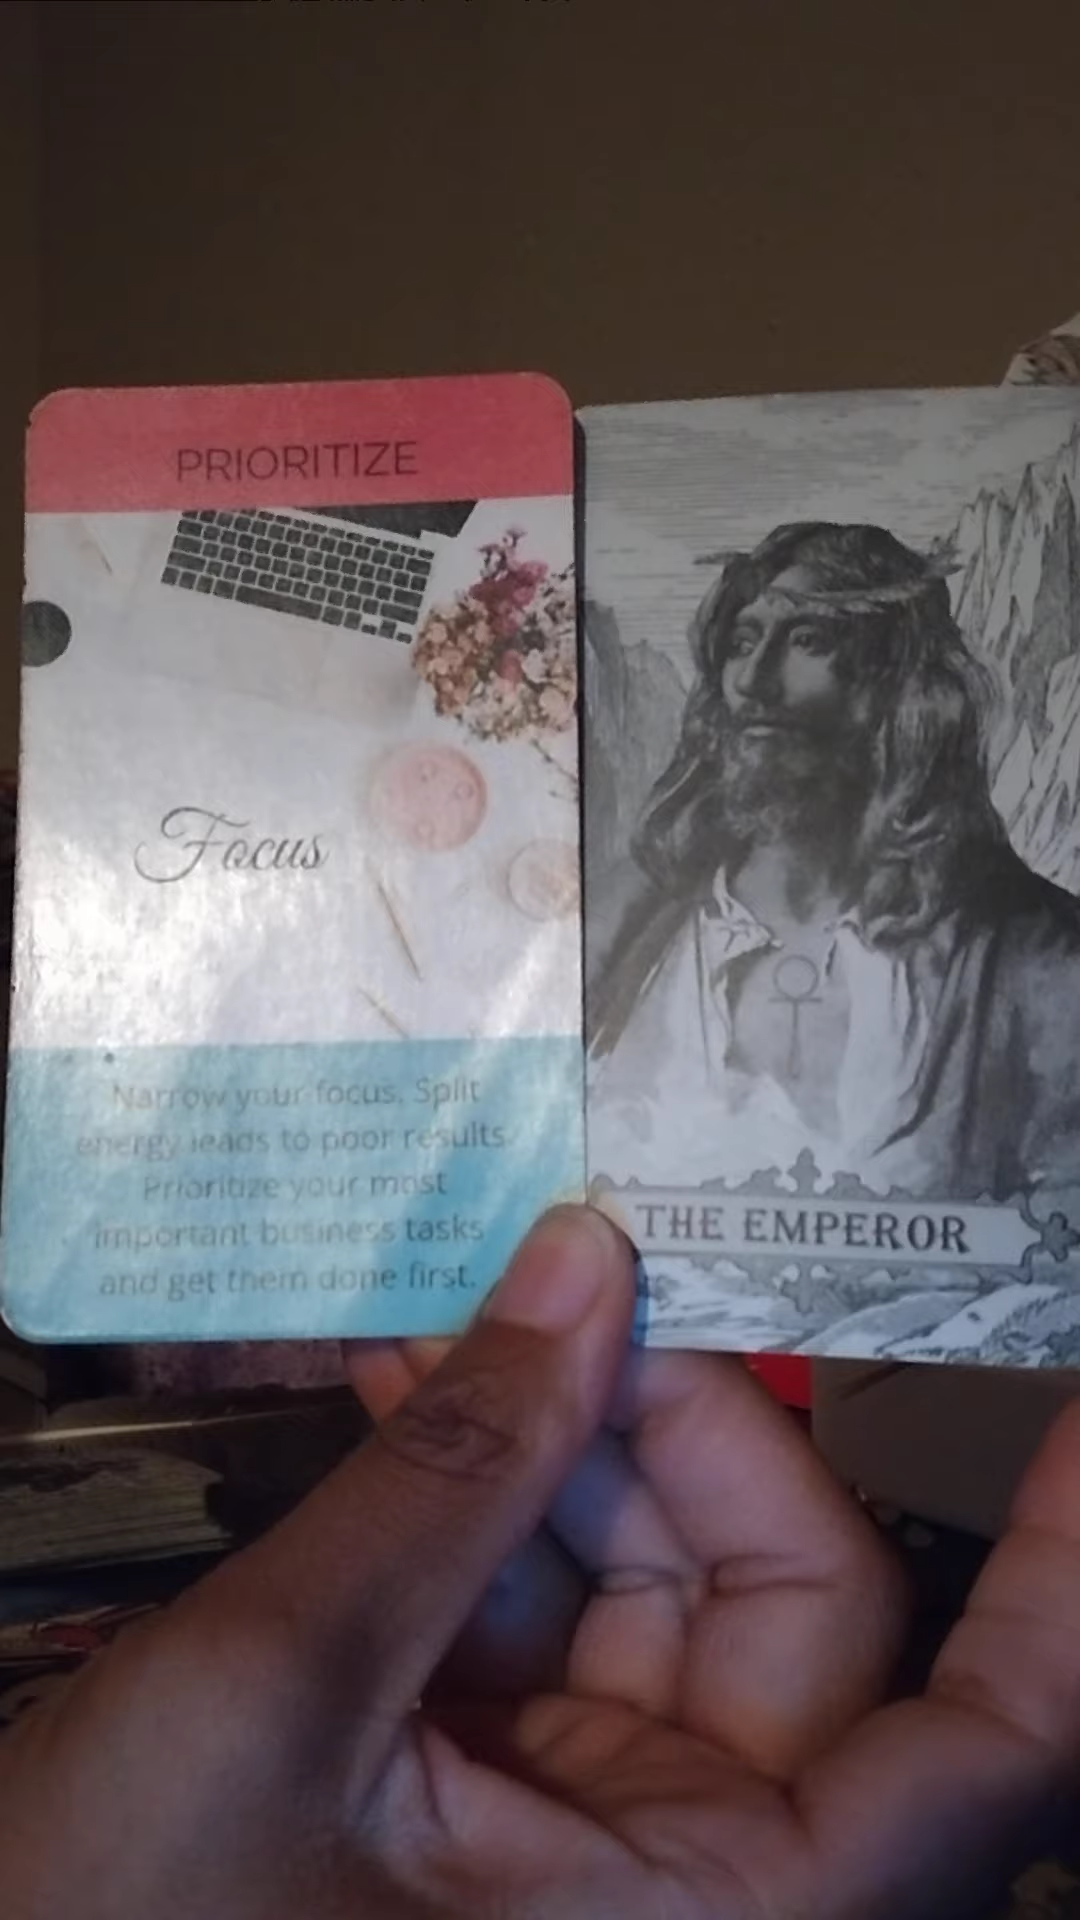 PRIORITIZE
Focus
Narrow your focus. Split
energy leads to poor results
Prioritize your most
important business tasks
and get them done first.
THE EMPEROR